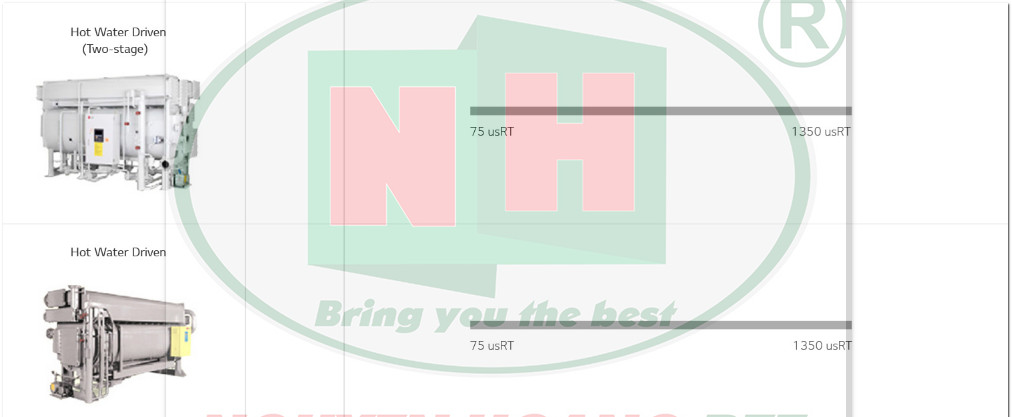 Hot Water Driven
(Two-stage)
®
NH
75 usRT
1350 usRT
Hot Water Driven
Bring you the best
75 usRT
1350 usRT